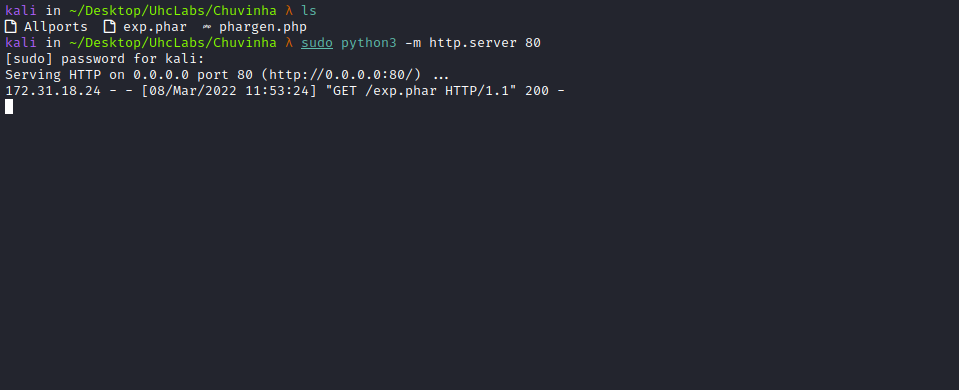 kali in ~/Desktop/UhcLabs/Chuvinha λ ls
Allports exp.phar phargen.php
kali in ~/Desktop/UhcLabs/Chuvinha λ sudo python3 -m http.server 80
[sudo] password for kali:
Serving HTTP on 0.0.0.0 port 80 (http://0.0.0.0:80/) ...
172.31.18.24 - - [08/Mar/2022 11:53:24] "GET /exp.phar HTTP/1.1" 200 -